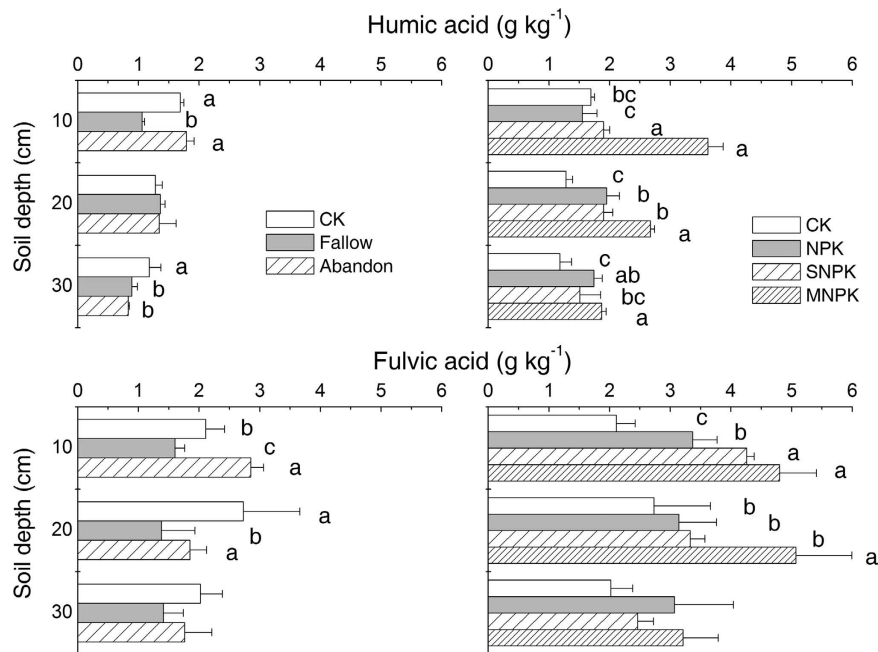 Humic acid (g kg⁻¹)
0 1 2 3 4 5 6 0 1 2 3 4 5 6
Soil depth (cm)
10
a
b
a
bc
c
a
a
20
c
b
b
a
30
a
b
b
c
ab
bc
a
CK
Fallow
Abandon
CK
NPK
SNPK
MNPK
Fulvic acid (g kg⁻¹)
0 1 2 3 4 5 6 0 1 2 3 4 5 6
Soil depth (cm)
10
b
c
a
c
b
a
a
20
a
b
a
b
b
b
a
30